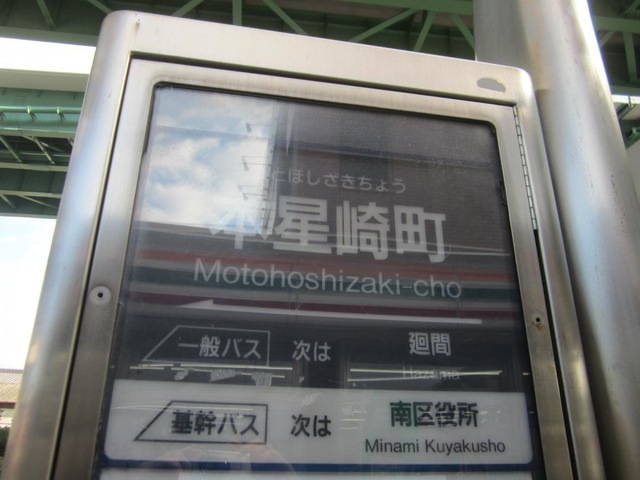 とほしざきちょう
本星崎町
Motohoshizaki-cho
一般バス 次は 廻間
Hazama
基幹バス 次は 南区役所
Minami Kuyakusho